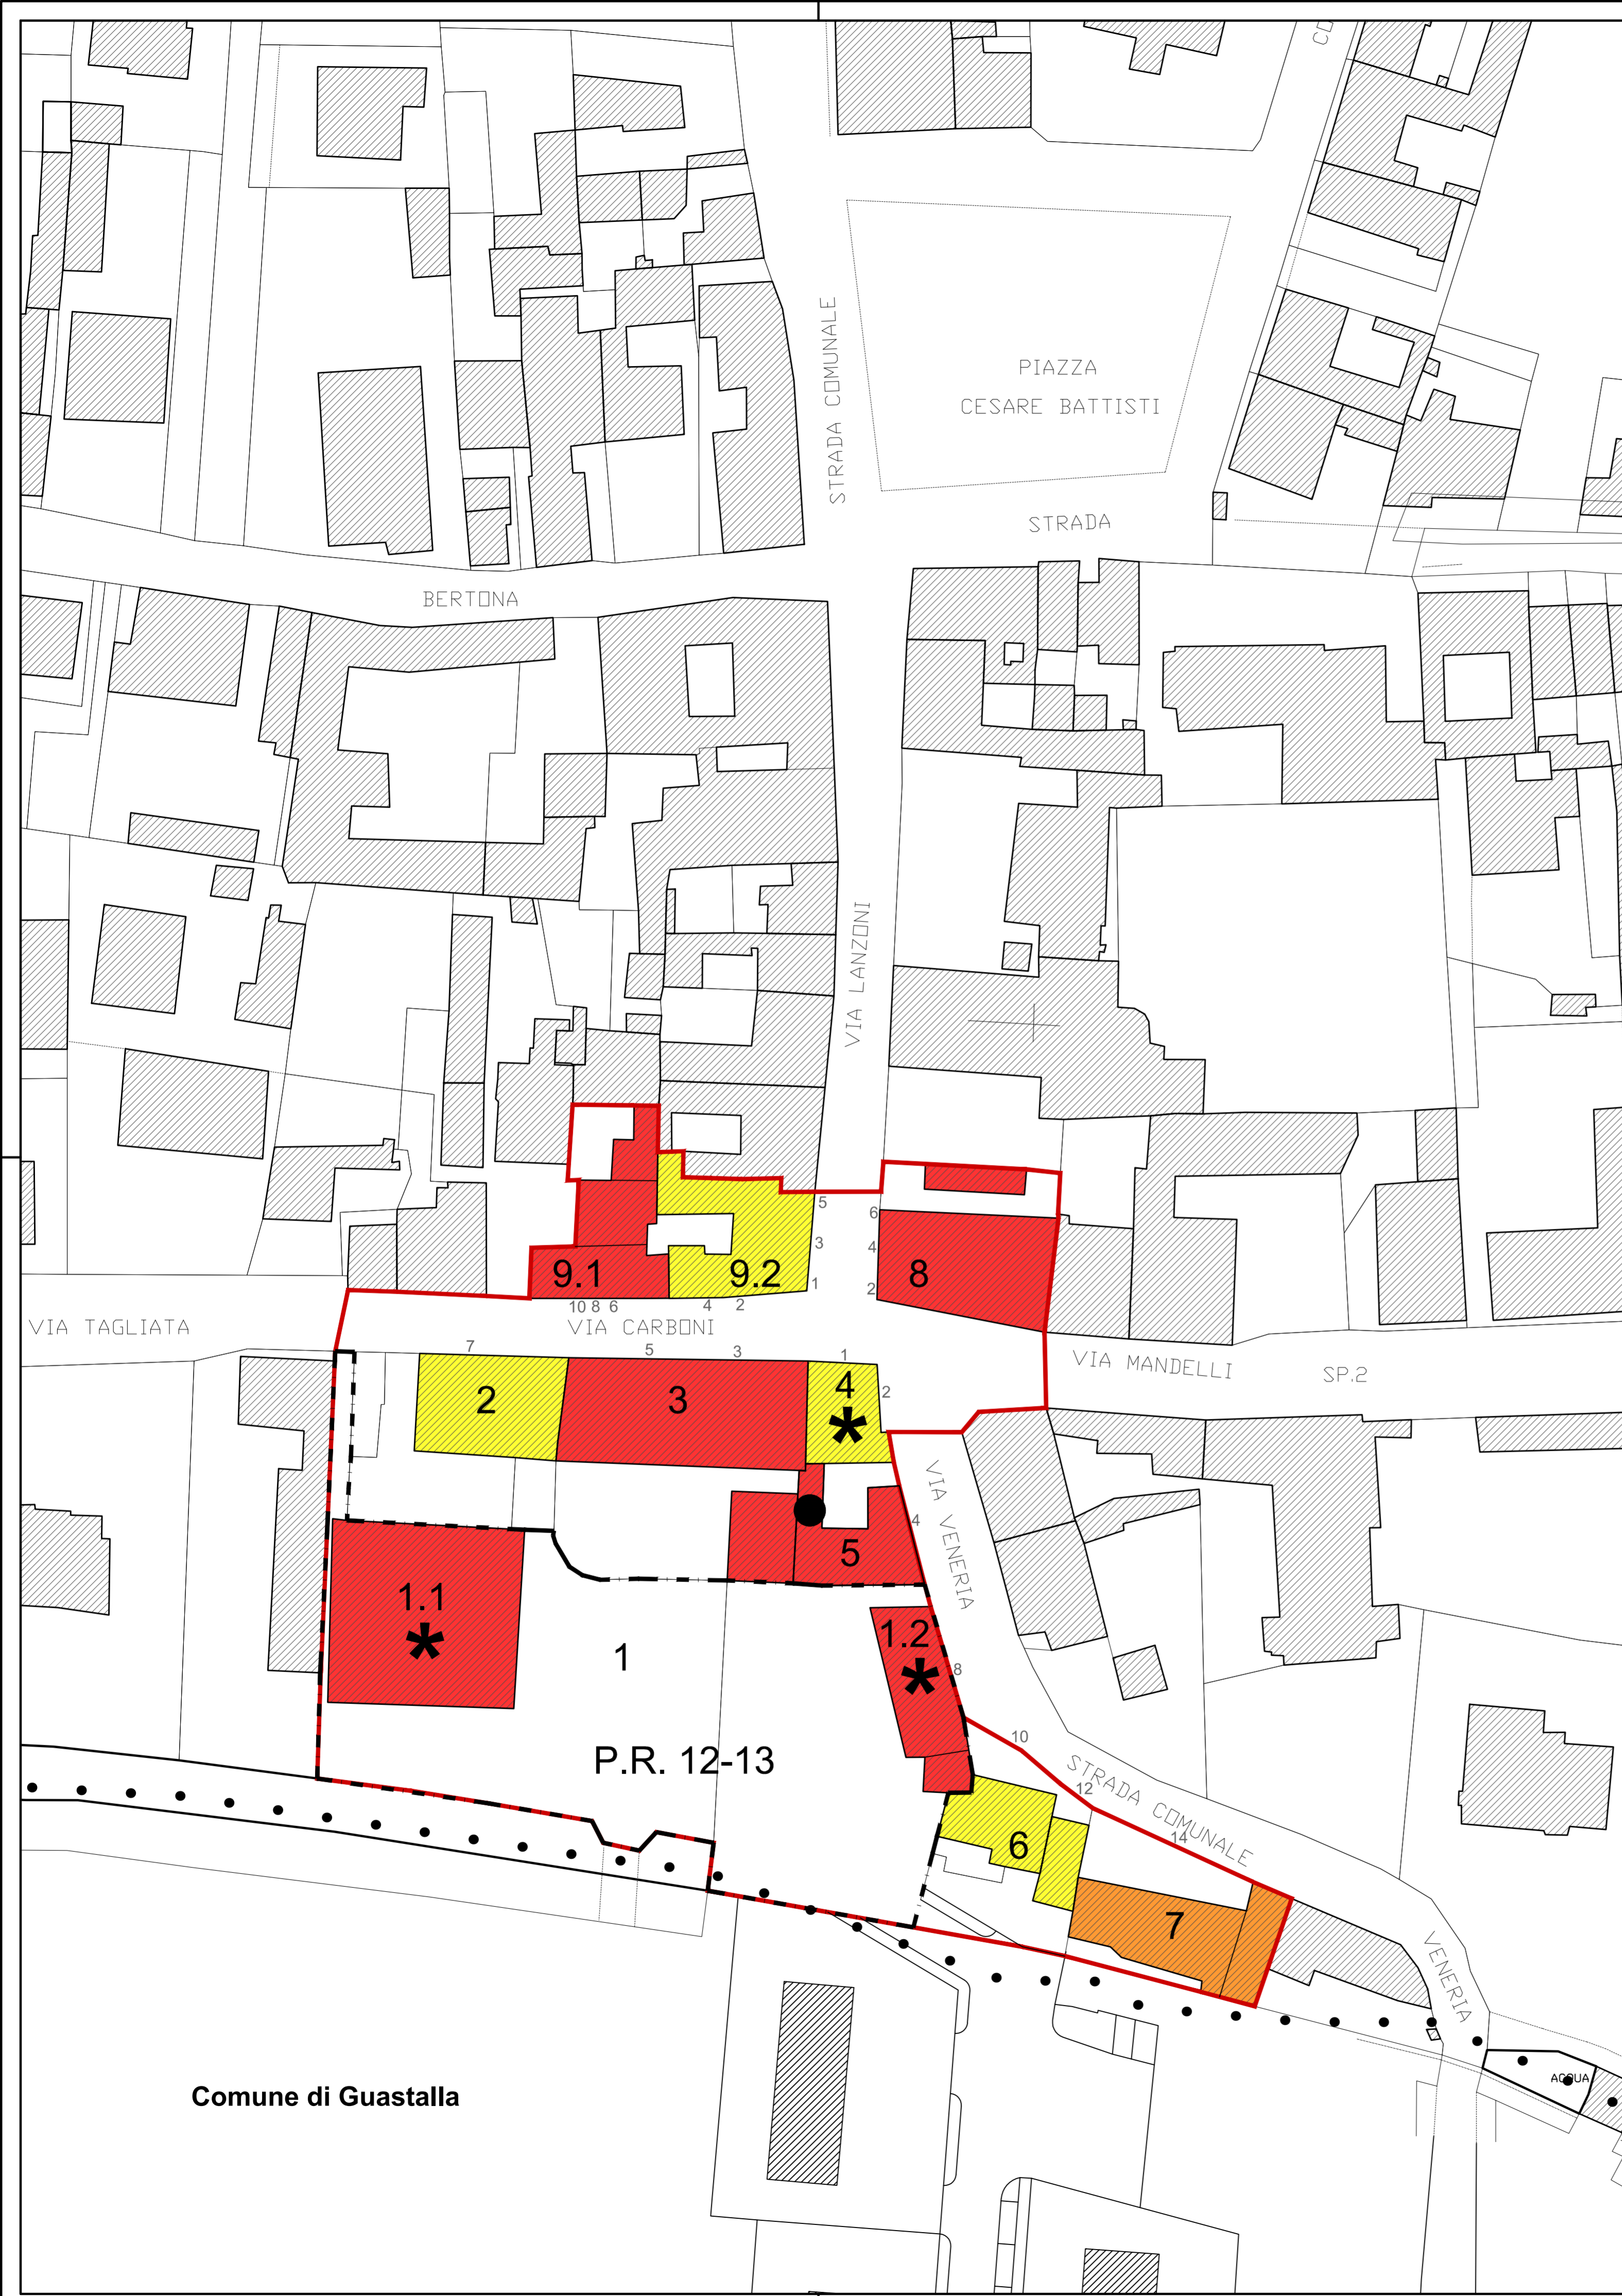 CO
STRADA COMUNALE
PIAZZA
CESARE BATTISTI
STRADA
BERTONA
VIA LANZONI
5
6
3
4
9.1
9.2
8
1
2
10 8 6
4
2
VIA TAGLIATA
VIA CARBONI
7
5
3
1
VIA MANDELLI
SP.2
2
3
4
*
2
VIA VENERIA
4
5
1.1
*
1
1.2
*
8
P.R. 12-13
10
STRADA COMUNALE
12
14
6
7
VENERIA
ACQUA
Comune di Guastalla